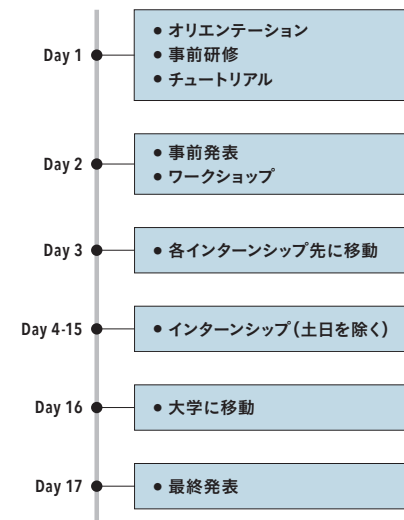 Day 1
• オリエンテーション
• 事前研修
• チュートリアル
Day 2
• 事前発表
• ワークショップ
Day 3
• 各インターンシップ先に移動
Day 4-15
• インターンシップ(土日を除く)
Day 16
• 大学に移動
Day 17
• 最終発表